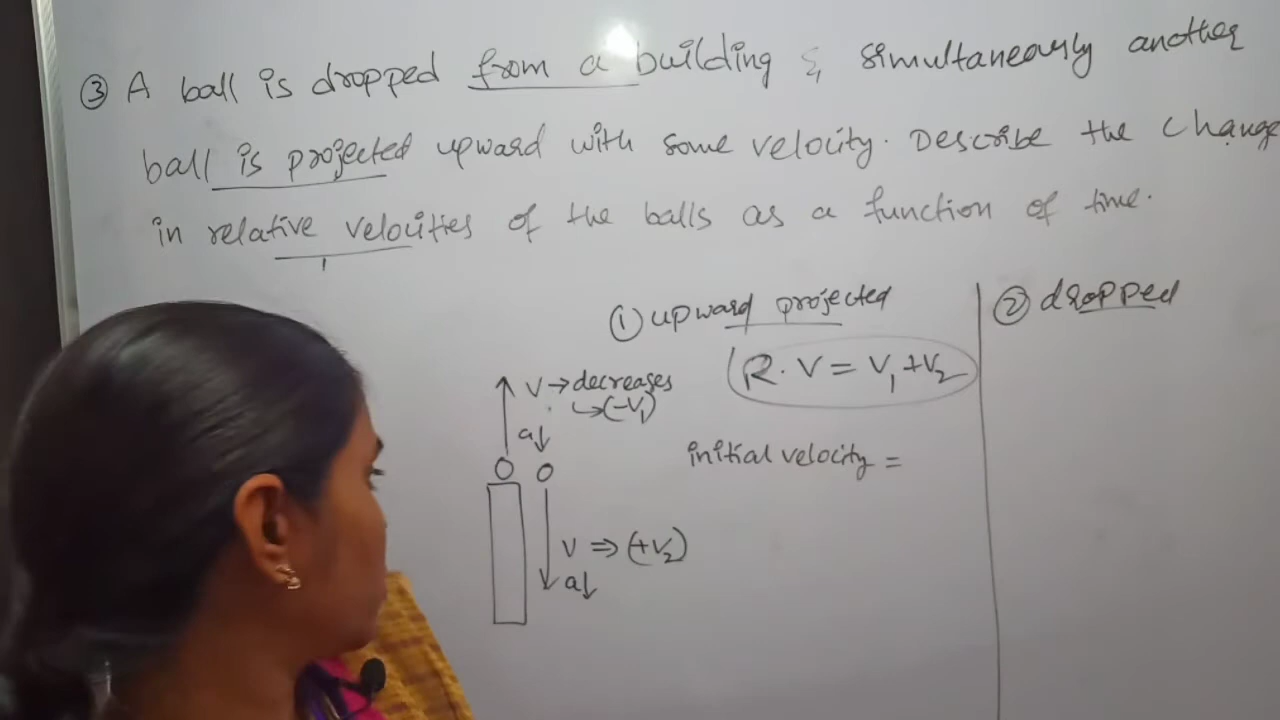 ③ A ball is dropped from a building & simultaneously another
ball is projected upward with some velocity. Describe the change
in relative velocities of the balls as a function of time.
① upward projected
R.V = V₁+V₂
V → decreases
↳(-V₁)
a↓
initial velocity =
V ⇒ (+V₂)
a↓
② dropped